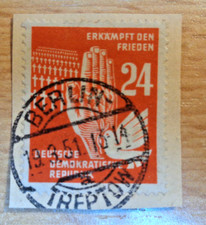 ERKÄMPFT DEN
FRIEDEN
24
BERLIN-
DEUTSCHE
DEMOKRATISCHE
REPUBLIK
TREPTOW